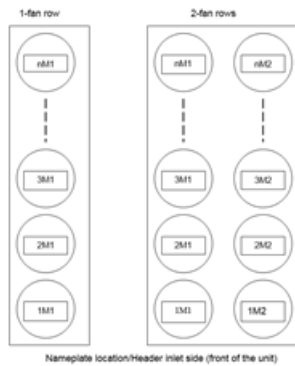 1-fan row 2-fan rows
nM1 nM1 nM2
3M1 3M1 3M2
2M1 2M1 2M2
1M1 1M1 1M2
Nameplate location/Header inlet side (front of the unit)